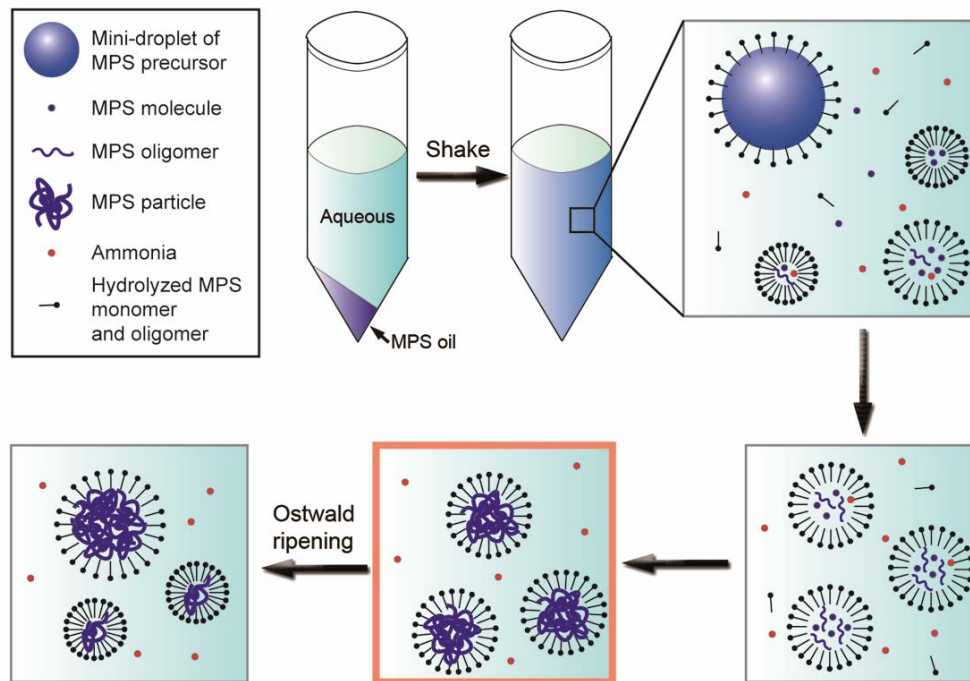 Mini-droplet of
MPS precursor
MPS molecule
MPS oligomer
MPS particle
Ammonia
Hydrolyzed MPS
monomer
and oligomer
Aqueous
MPS oil
Shake
Ostwald
ripening